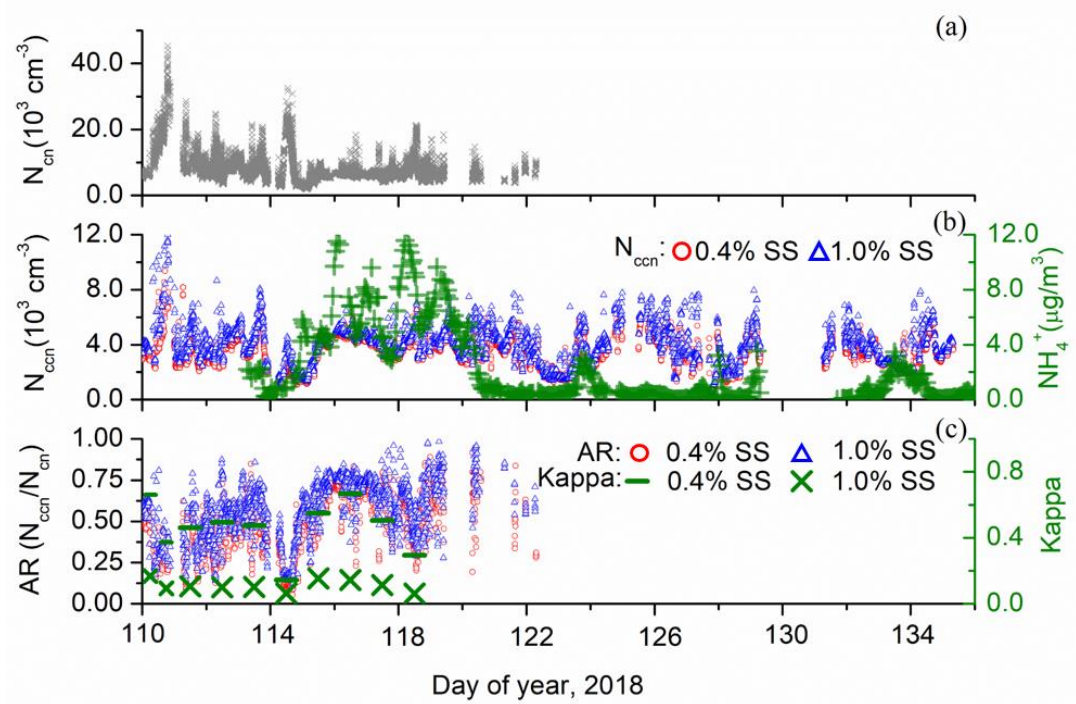 (a)
N_cn(10^3 cm^-3)
40.0
20.0
0.0
(b)
N_ccn(10^3 cm^-3)
12.0
8.0
4.0
0.0
N_ccn: 0.4% SS 1.0% SS
12.0
8.0
4.0
0.0
NH_4^+(μg/m^3)
(c)
AR (N_ccn/N_cn)
1.00
0.75
0.50
0.25
0.00
AR: 0.4% SS 1.0% SS
Kappa: 0.4% SS 1.0% SS
0.8
0.4
0.0
Kappa
110 114 118 122 126 130 134
Day of year, 2018